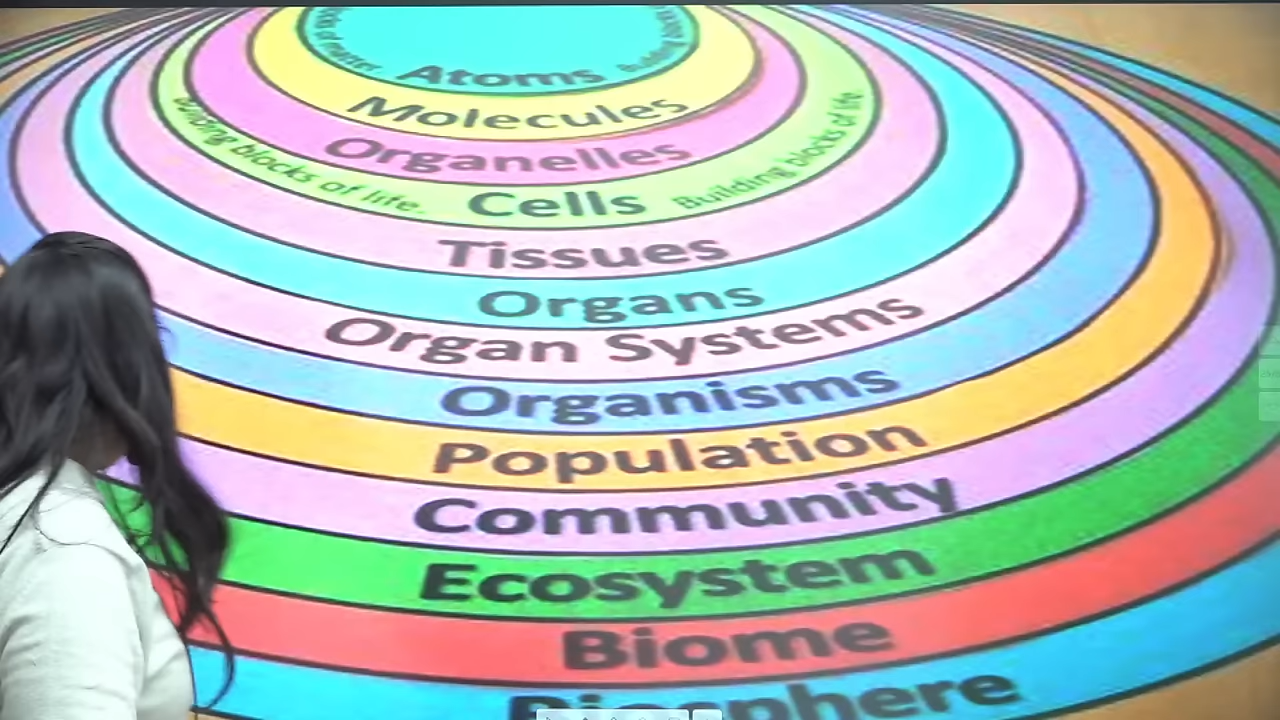 Atoms
Molecules
Organelles
building blocks of life.
Cells
Building blocks of life
Tissues
Organs
Organ Systems
Organisms
Population
Community
Ecosystem
Biome
Biosphere